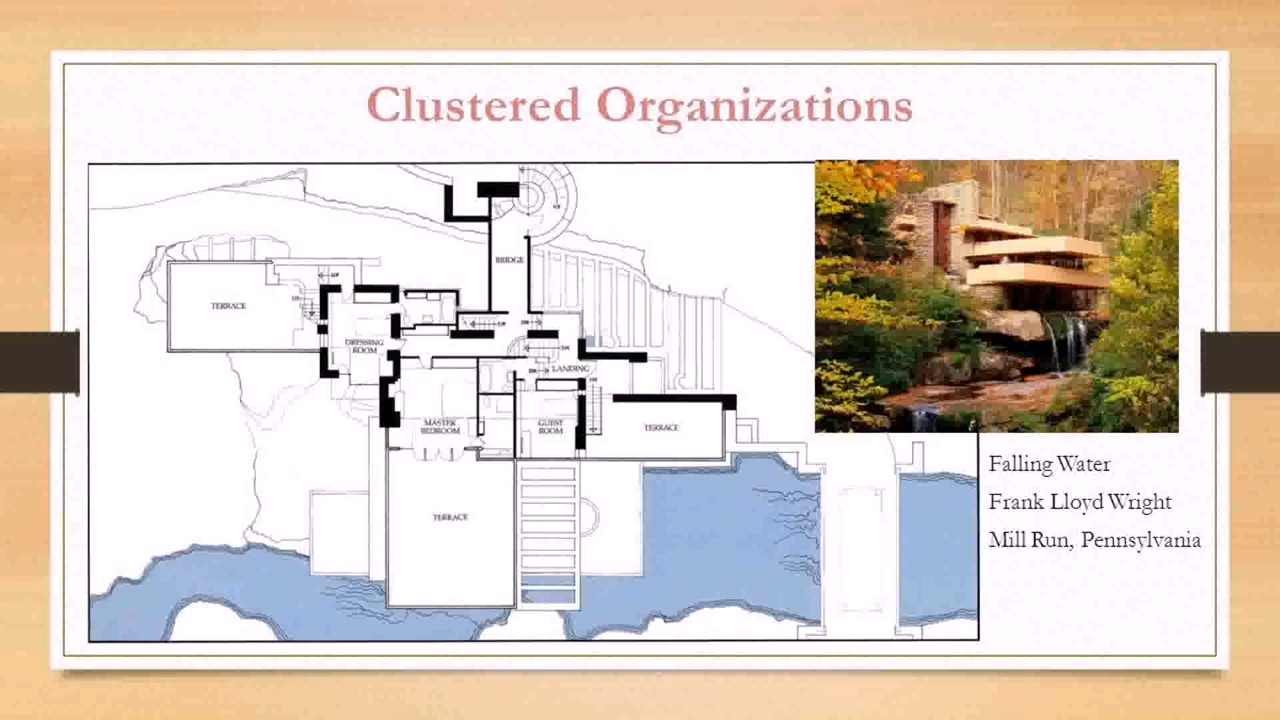 Clustered Organizations
BRIDGE
TERRACE
DRESSING
ROOM
LANDING
MASTER
BEDROOM
GUEST
ROOM
TERRACE
TERRACE
Falling Water
Frank Lloyd Wright
Mill Run, Pennsylvania